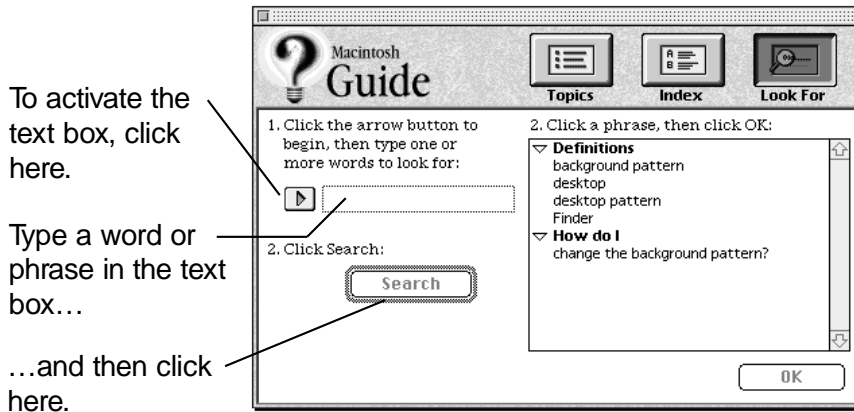 To activate the
text box, click
here.
Type a word or
phrase in the text
box…
…and then click
here.
Macintosh
Guide
Topics
Index
Look For
1. Click the arrow button to
begin, then type one or
more words to look for:
2. Click Search:
Search
2. Click a phrase, then click OK:
Definitions
background pattern
desktop
desktop pattern
Finder
How do I
change the background pattern?
OK